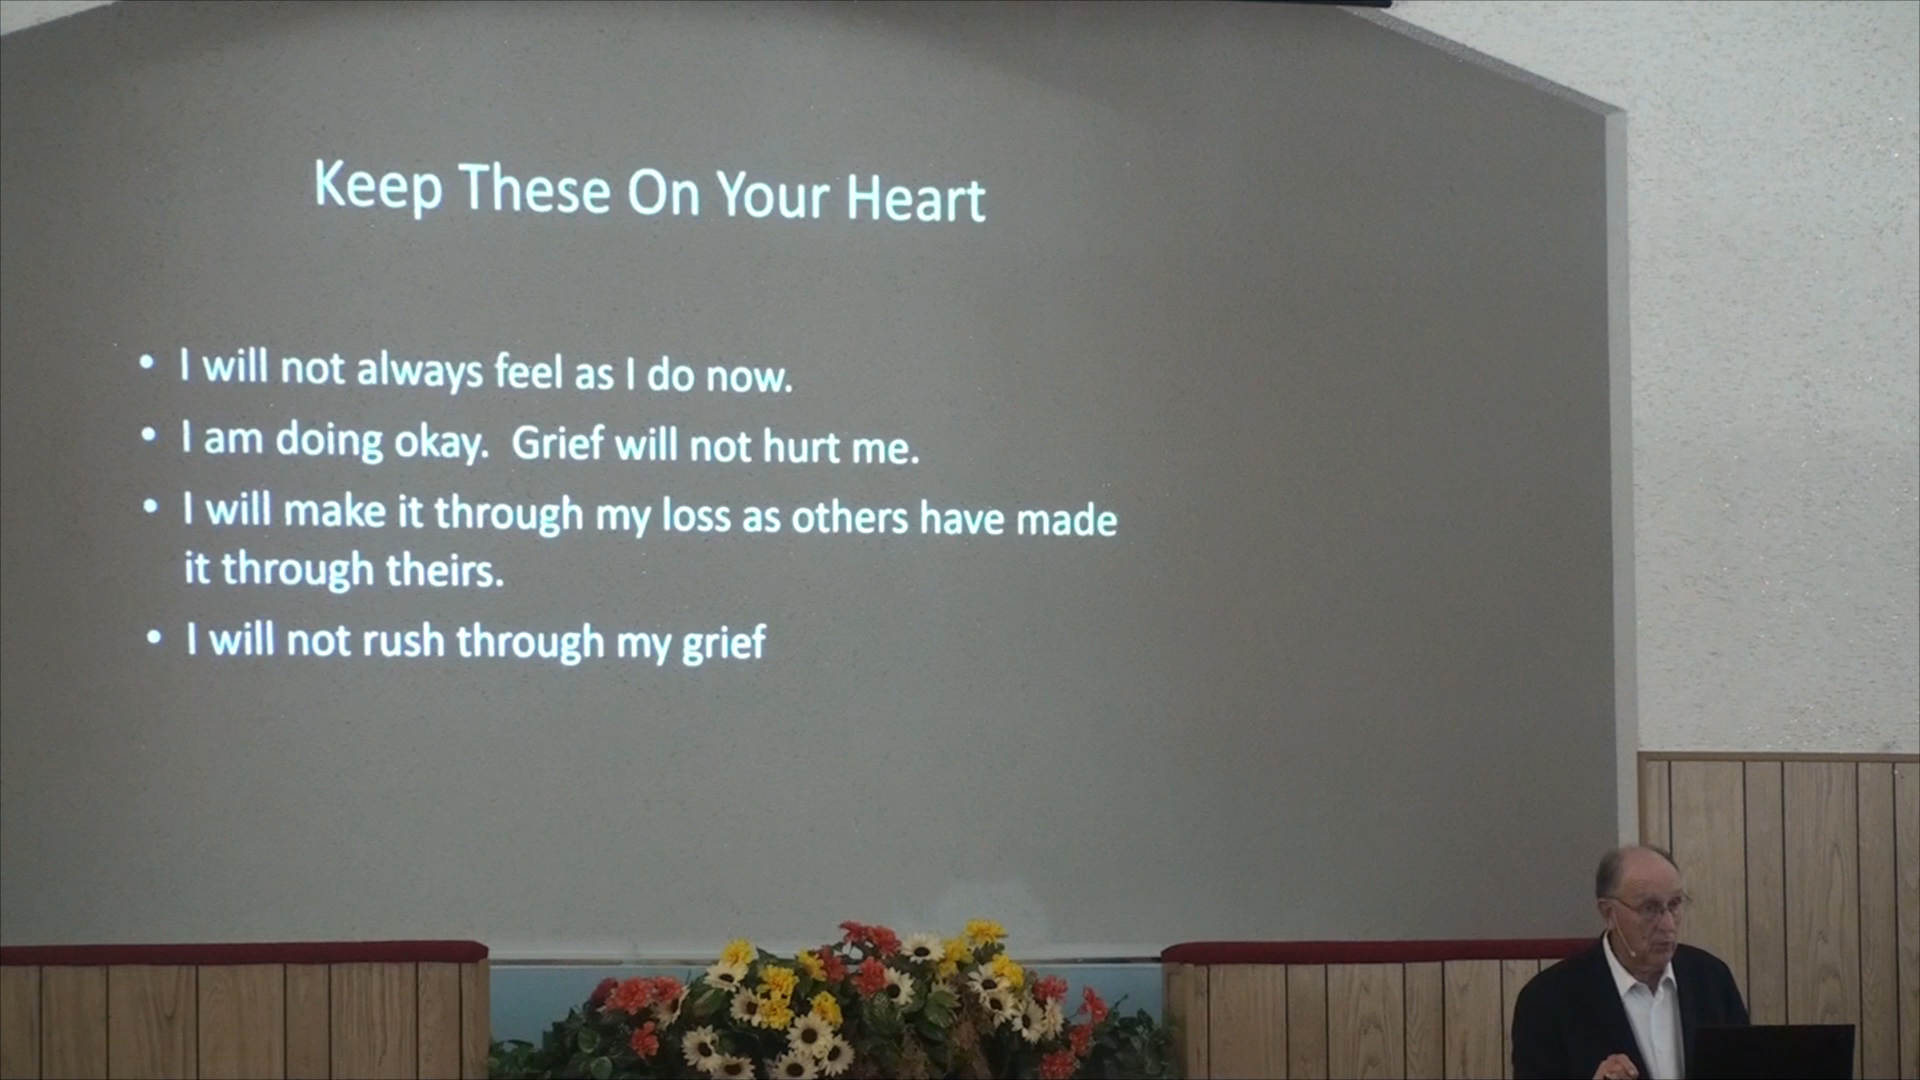 Keep These On Your Heart
• I will not always feel as I do now.
• I am doing okay.  Grief will not hurt me.
• I will make it through my loss as others have made
it through theirs.
• I will not rush through my grief